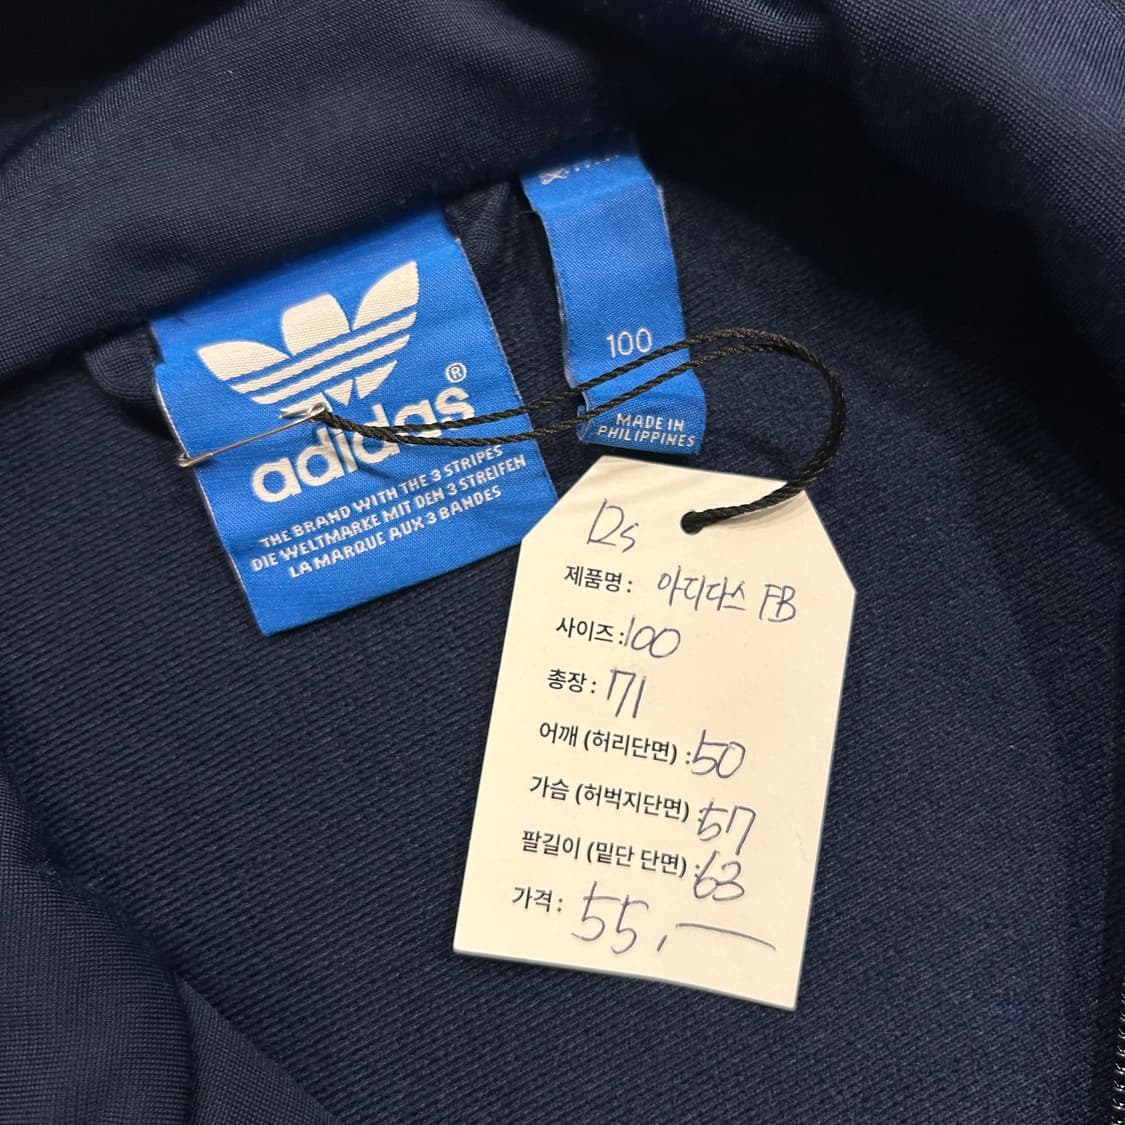 adidas®
THE BRAND WITH THE 3 STRIPES
DIE WELTMARKE MIT DEN 3 STREIFEN
LA MARQUE AUX 3 BANDES
100
MADE IN
PHILIPPINES
제품명: 아디다스 FB
사이즈:100
총장: 71
어깨 (허리단면) :50
가슴 (허벅지단면) :57
팔길이 (밑단 단면) :63
가격: 55,—